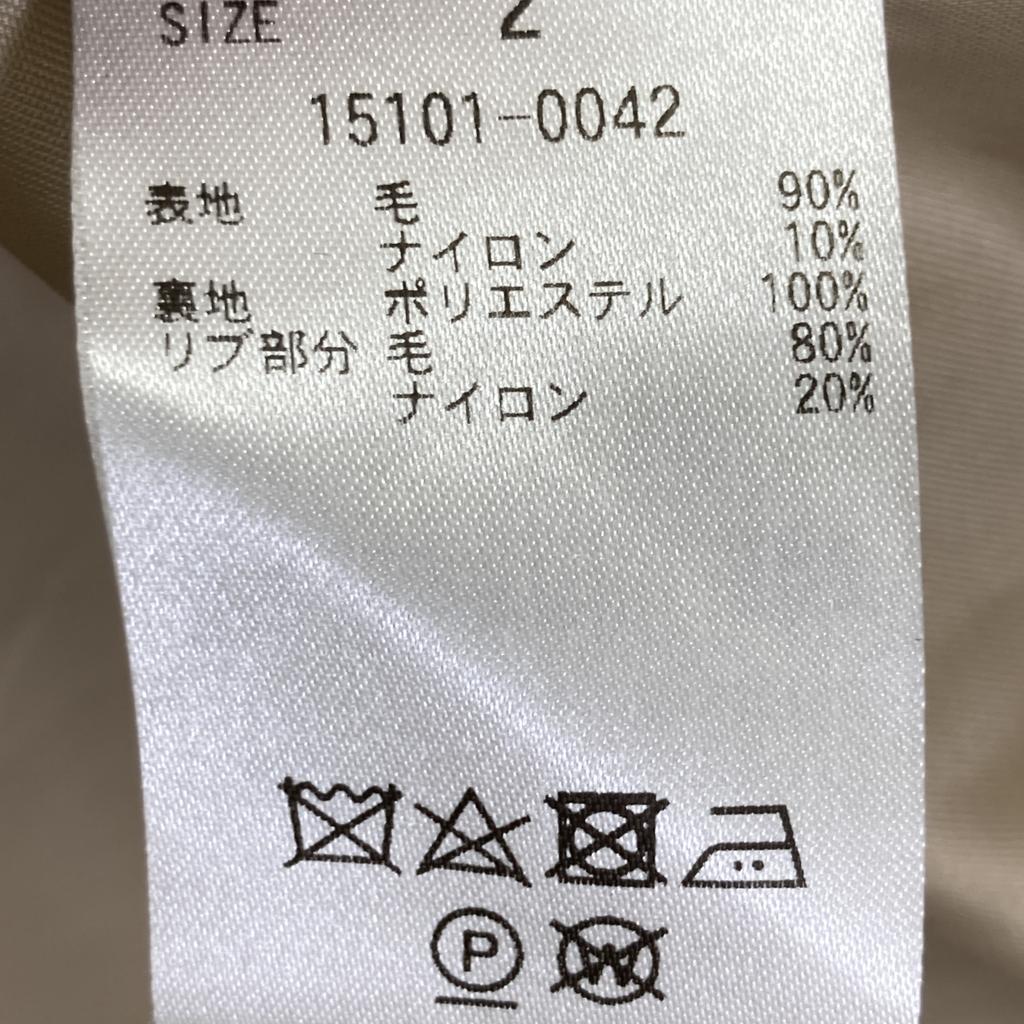 SIZE 2
15101-0042
表地 毛 90%
ナイロン 10%
裏地 ポリエステル 100%
リブ部分 毛 80%
ナイロン 20%
P W